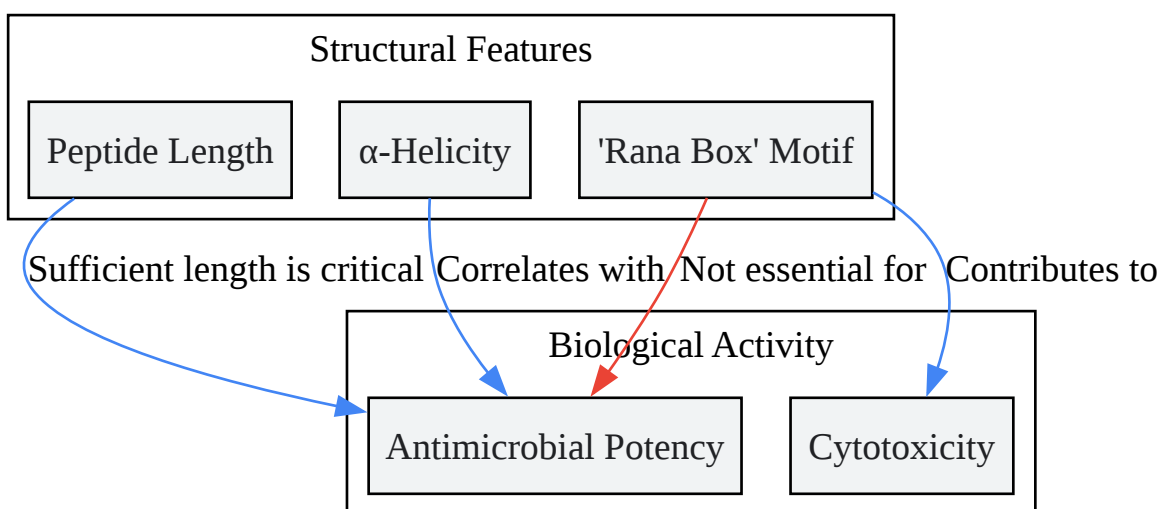 Structural Features
Peptide Length
α-Helicity
'Rana Box' Motif
Sufficient length is critical
Correlates with
Not essential for
Contributes to
Biological Activity
Antimicrobial Potency
Cytotoxicity